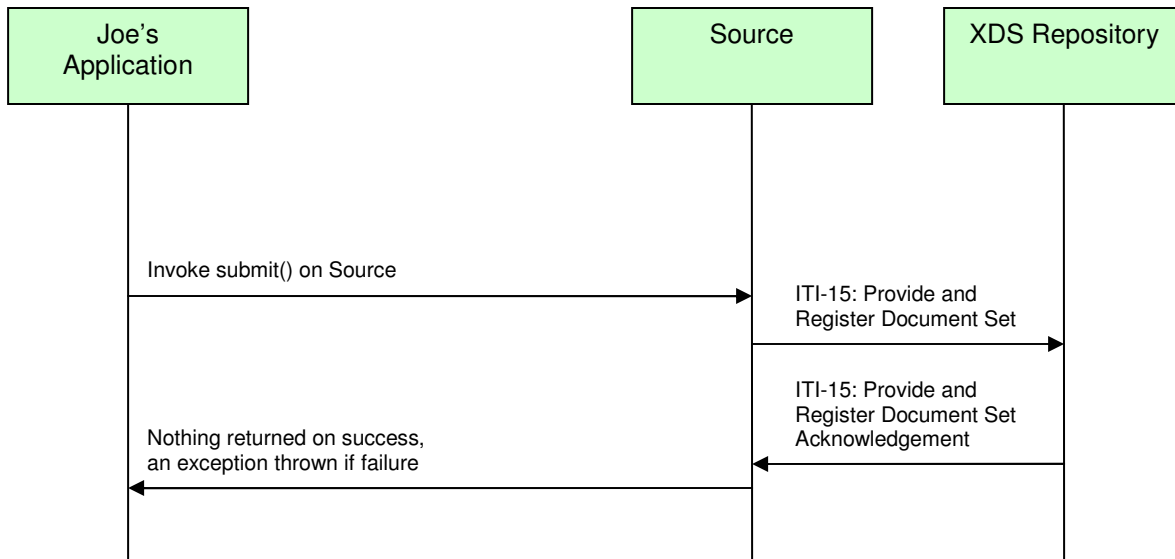 Joe's
Application
Source
XDS Repository
Invoke submit() on Source
ITI-15: Provide and
Register Document Set
ITI-15: Provide and
Register Document Set
Acknowledgement
Nothing returned on success,
an exception thrown if failure